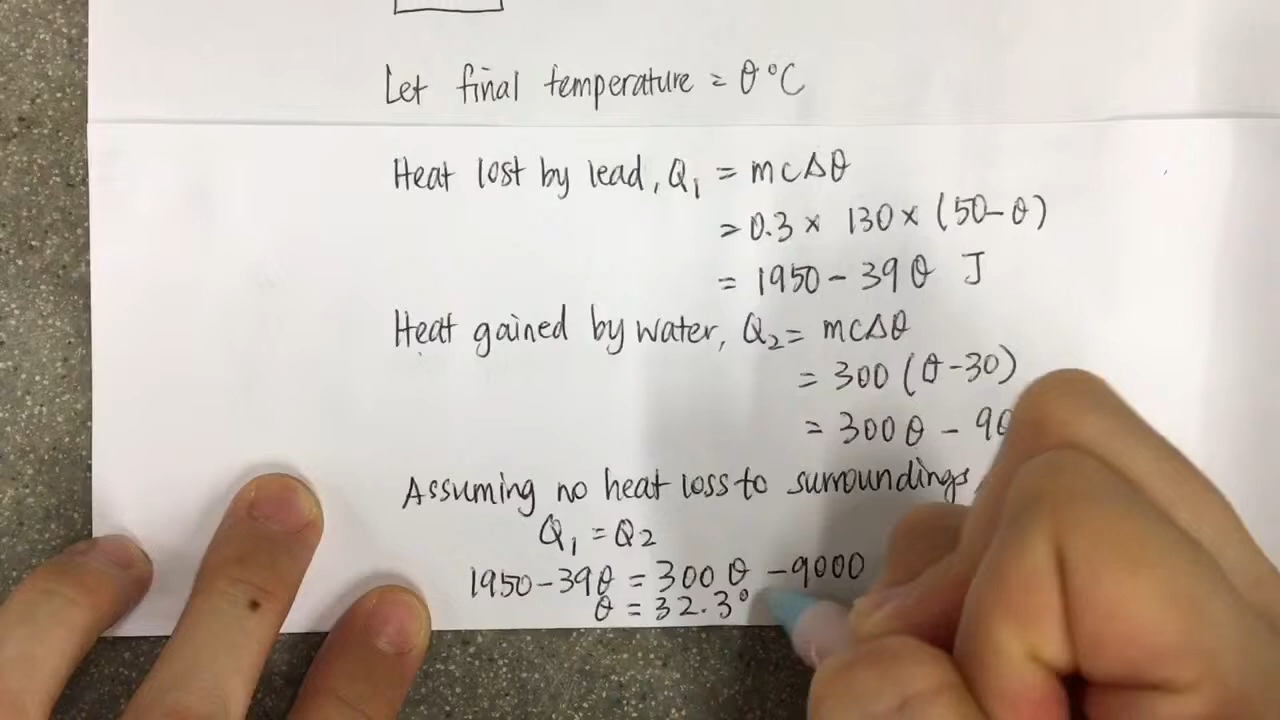 Let final temperature = θ°C
Heat lost by lead, Q₁ = mcΔθ
= 0.3 × 130 × (50-θ)
= 1950 - 39θ J
Heat gained by water, Q₂ = mcΔθ
= 300 (θ-30)
= 300θ -
Assuming no heat loss to surroundings,
Q₁ = Q₂
1950 - 39θ = 300θ - 9000
θ = 32.3°